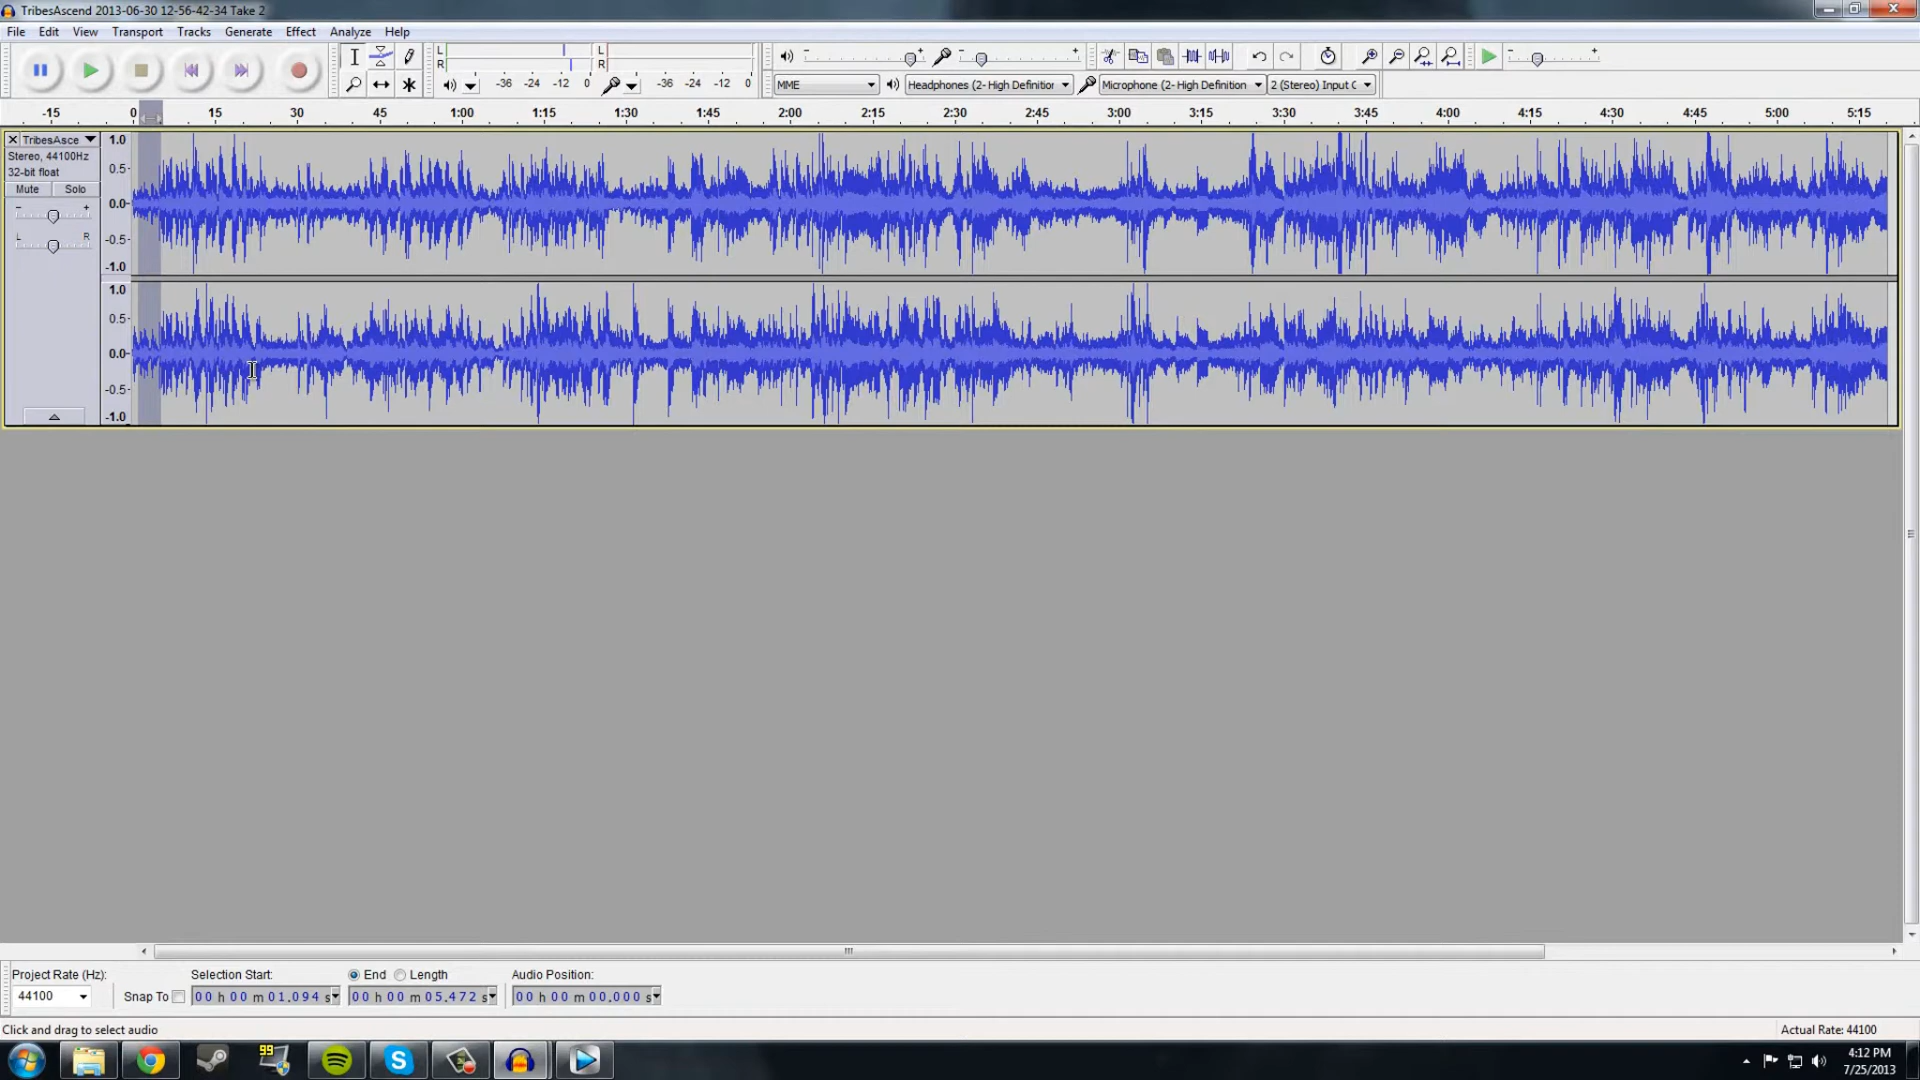 TribesAscend 2013-06-30 12-56-42-34 Take 2
File Edit View Transport Tracks Generate Effect Analyze Help
L R -36 -24 -12 0
L R -36 -24 -12 0
MME
Headphones (2- High Definitior
Microphone (2- High Definition
2 (Stereo) Input C
-15 0 15 30 45 1:00 1:15 1:30 1:45 2:00 2:15 2:30 2:45 3:00 3:15 3:30 3:45 4:00 4:15 4:30 4:45 5:00 5:15
TribesAsce
Stereo, 44100Hz
32-bit float
Mute Solo
- +
L R
1.0
0.5
0.0
-0.5
-1.0
1.0
0.5
0.0
-0.5
-1.0
Project Rate (Hz): Selection Start: End Length Audio Position:
44100 Snap To 00 h 00 m 01.094 s 00 h 00 m 05.472 s 00 h 00 m 00.000 s
Click and drag to select audio
Actual Rate: 44100
99
4:12 PM
7/25/2013